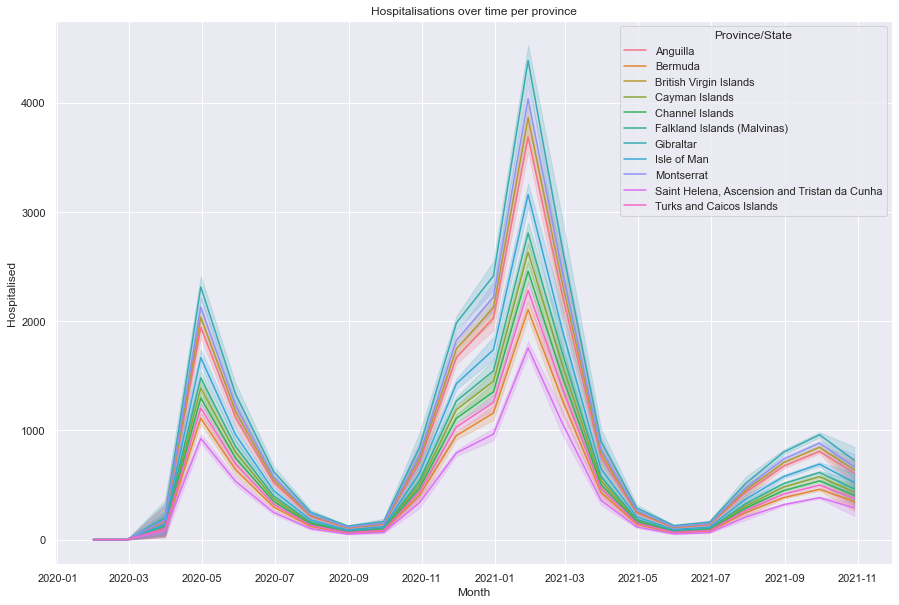 Hospitalisations over time per province
Province/State
Anguilla
Bermuda
British Virgin Islands
Cayman Islands
Channel Islands
Falkland Islands (Malvinas)
Gibraltar
Isle of Man
Montserrat
Saint Helena, Ascension and Tristan da Cunha
Turks and Caicos Islands
Hospitalised
4000
3000
2000
1000
0
2020-01 2020-03 2020-05 2020-07 2020-09 2020-11 2021-01 2021-03 2021-05 2021-07 2021-09 2021-11
Month